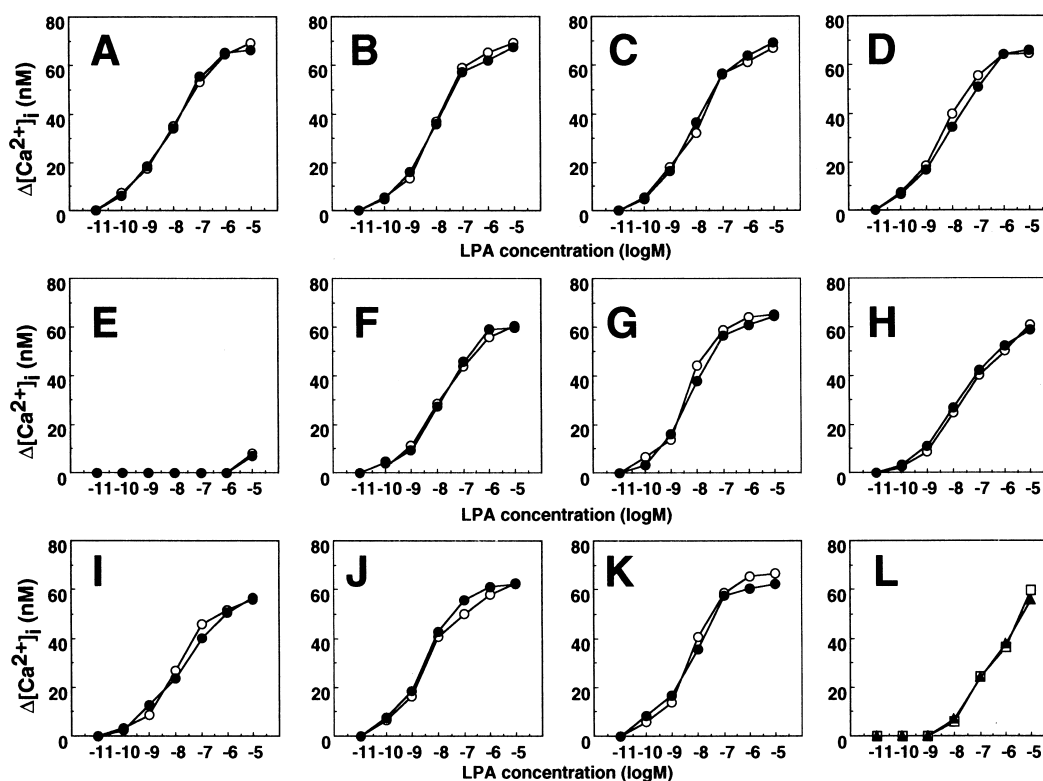 A B C D
Δ[Ca2+]i (nM)
80 80 80 80
60 60 60 60
40 40 40 40
20 20 20 20
0 0 0 0
-11 -10 -9 -8 -7 -6 -5 -11 -10 -9 -8 -7 -6 -5 -11 -10 -9 -8 -7 -6 -5 -11 -10 -9 -8 -7 -6 -5
LPA concentration (logM)
E F G H
Δ[Ca2+]i (nM)
80 80 80 80
60 60 60 60
40 40 40 40
20 20 20 20
0 0 0 0
-11 -10 -9 -8 -7 -6 -5 -11 -10 -9 -8 -7 -6 -5 -11 -10 -9 -8 -7 -6 -5 -11 -10 -9 -8 -7 -6 -5
LPA concentration (logM)
I J K L
Δ[Ca2+]i (nM)
80 80 80 80
60 60 60 60
40 40 40 40
20 20 20 20
0 0 0 0
-11 -10 -9 -8 -7 -6 -5 -11 -10 -9 -8 -7 -6 -5 -11 -10 -9 -8 -7 -6 -5 -11 -10 -9 -8 -7 -6 -5
LPA concentration (logM)